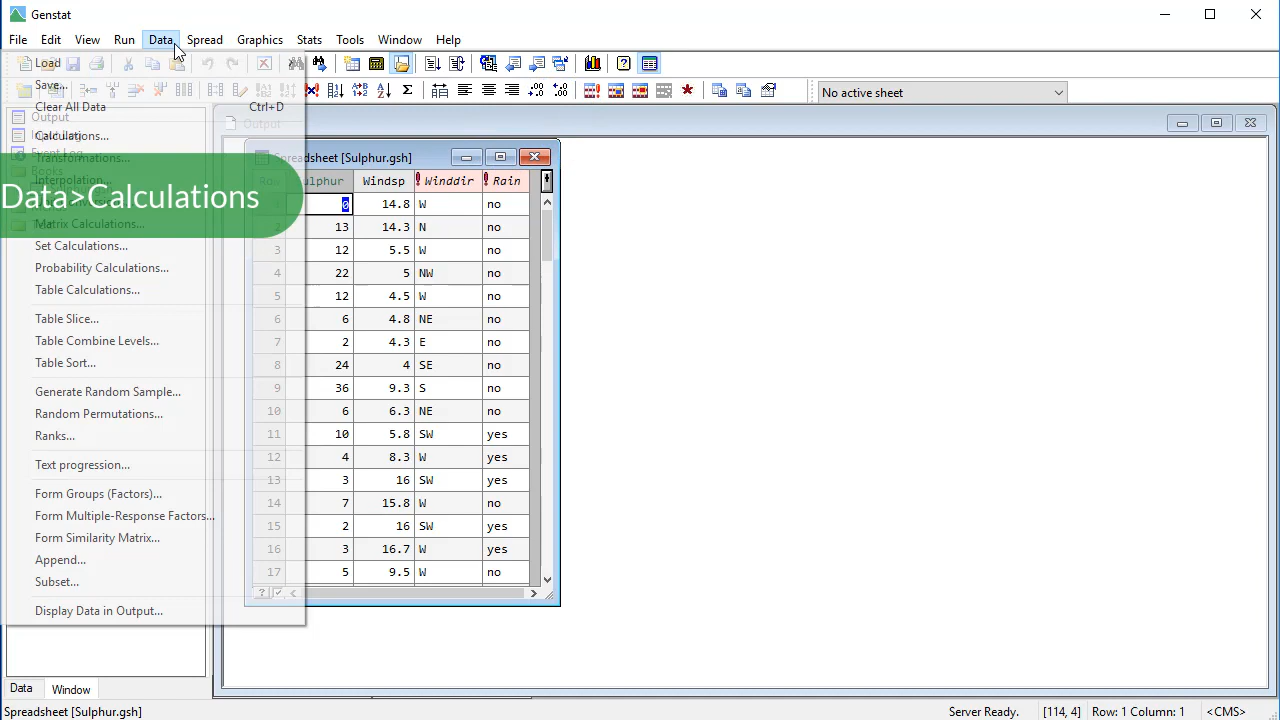 Genstat
File Edit View Run Data Spread Graphics Stats Tools Window Help
No active sheet
Load
Save...
Clear All Data Ctrl+D
Output
Calculations...
Transformations...
Interpolation...
Data>Calculations
Matrix Calculations...
Set Calculations...
Probability Calculations...
Table Calculations...
Table Slice...
Table Combine Levels...
Table Sort...
Generate Random Sample...
Random Permutations...
Ranks...
Text progression...
Form Groups (Factors)...
Form Multiple-Response Factors...
Form Similarity Matrix...
Append...
Subset...
Display Data in Output...
Output
Event Log
Books
Spreadsheet [Sulphur.gsh]
Row Sulphur Windsp Winddir Rain
1 0 14.8 W no
2 13 14.3 N no
3 12 5.5 W no
4 22 5 NW no
5 12 4.5 W no
6 6 4.8 NE no
7 2 4.3 E no
8 24 4 SE no
9 36 9.3 S no
10 6 6.3 NE no
11 10 5.8 SW yes
12 4 8.3 W yes
13 3 16 SW yes
14 7 15.8 W no
15 2 16 SW yes
16 3 16.7 W yes
17 5 9.5 W no
Data Window
Spreadsheet [Sulphur.gsh] Server Ready. [114, 4] Row: 1 Column: 1 <CMS>